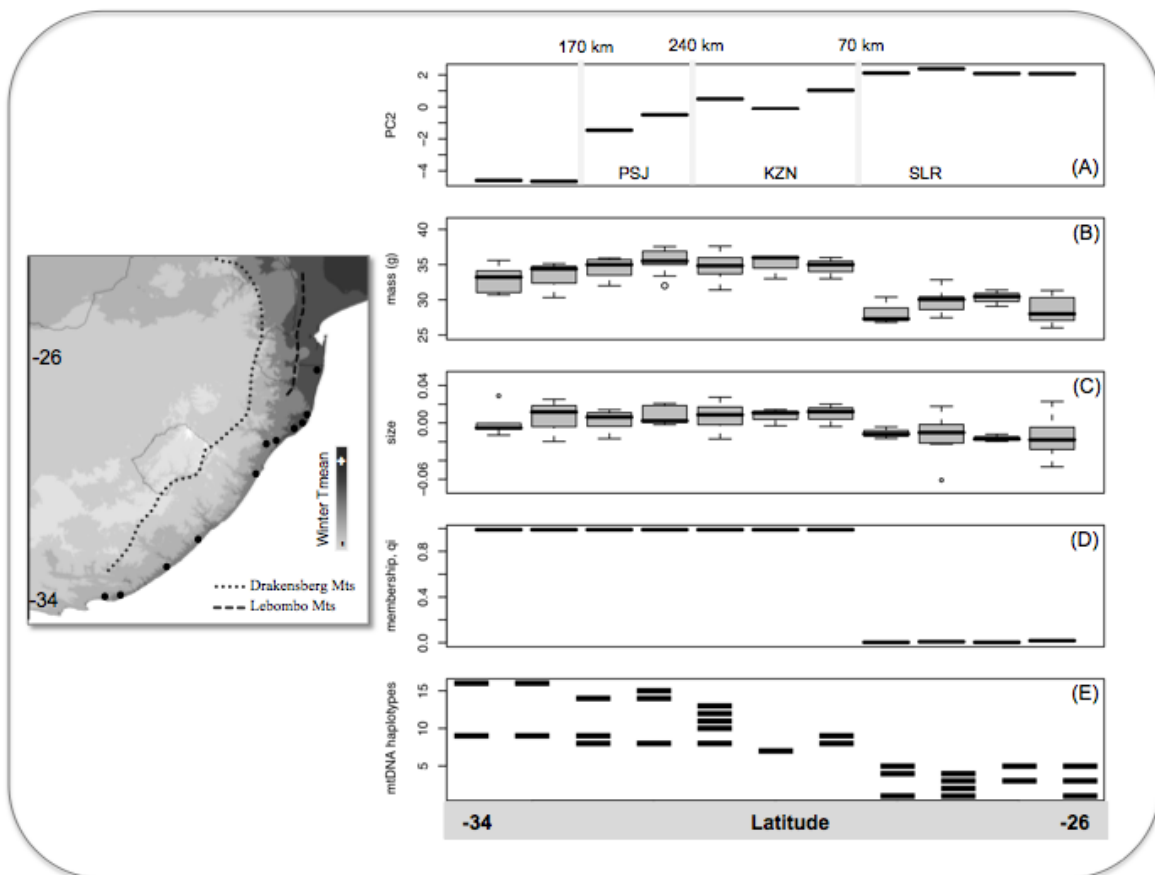 170 km
240 km
70 km
PC2
2
0
-2
-4
PSJ
KZN
SLR
(A)
mass (g)
40
35
30
25
(B)
size
0.04
0.00
-0.06
(C)
membership, qi
0.8
0.4
0.0
(D)
mtDNA haplotypes
15
10
5
(E)
-34
Latitude
-26
-26
-34
Winter Tmean
+
-
Drakensberg Mts
Lebombo Mts